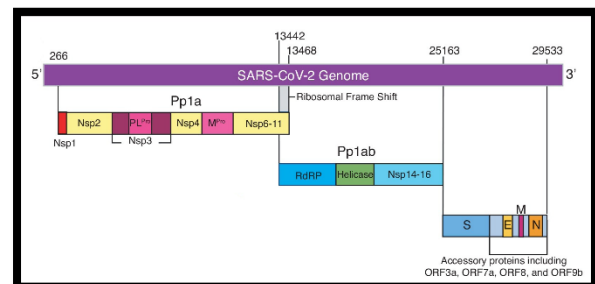 13442
266 13468 25163 29533
5' SARS-CoV-2 Genome 3'
Pp1a Ribosomal Frame Shift
Nsp2 PLPro Nsp4 MPro Nsp6-11
Nsp1 Nsp3
Pp1ab
RdRP Helicase Nsp14-16
M
S E N
Accessory proteins including
ORF3a, ORF7a, ORF8, and ORF9b